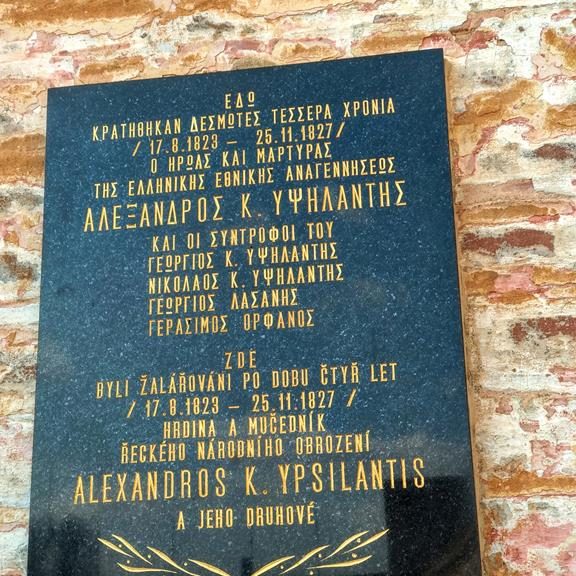 ΕΔΩ
ΚΡΑΤΗΘΗΚΑΝ ΔΕΣΜΩΤΕΣ ΤΕΣΣΕΡΑ ΧΡΟΝΙΑ
/ 17.8.1823 – 25.11.1827/
Ο ΗΡΩΑΣ ΚΑΙ ΜΑΡΤΥΡΑΣ
ΤΗΣ ΕΛΛΗΝΙΚΗΣ ΕΘΝΙΚΗΣ ΑΝΑΓΕΝΝΗΣΕΩΣ
ΑΛΕΞΑΝΔΡΟΣ Κ. ΥΨΗΛΑΝΤΗΣ
ΚΑΙ ΟΙ ΣΥΝΤΡΟΦΟΙ ΤΟΥ
ΓΕΩΡΓΙΟΣ Κ. ΥΨΗΛΑΝΤΗΣ
ΝΙΚΟΛΑΟΣ Κ. ΥΨΗΛΑΝΤΗΣ
ΓΕΩΡΓΙΟΣ ΛΑΣΑΝΗΣ
ΓΕΡΑΣΙΜΟΣ ΟΡΦΑΝΟΣ
ZDE
BYLI ŽALÁŘOVÁNI PO DOBU ČTYŘ LET
/ 17.8.1823 – 25.11.1827 /
HRDINA A MUČEDNÍK
ŘECKÉHO NÁRODNÍHO OBROZENÍ
ALEXANDROS K. YPSILANTIS
A JEHO DRUHOVÉ